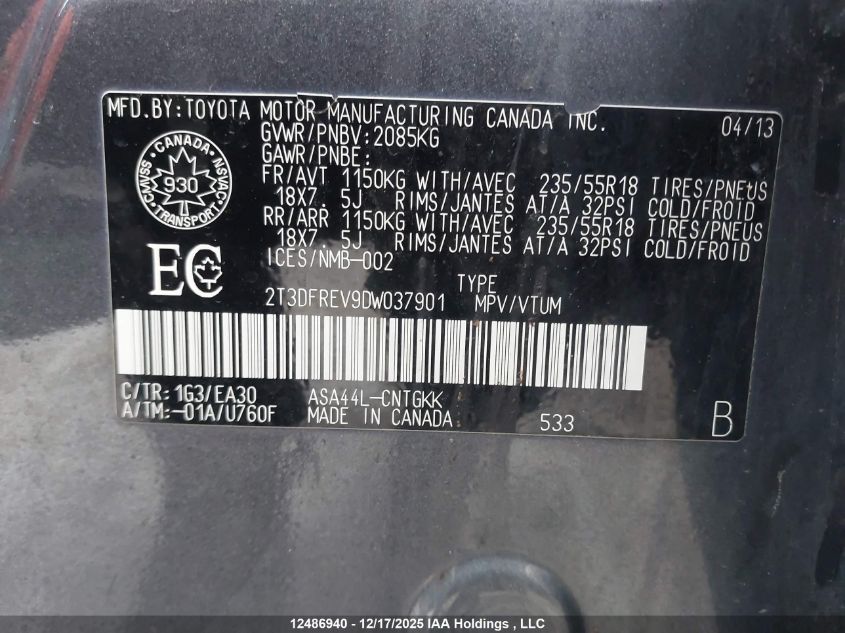 MFD.BY:TOYOTA MOTOR MANUFACTURING CANADA INC. 04/13
GVWR/PNBV:2085KG
GAWR/PNBE:
FR/AVT 1150KG WITH/AVEC 235/55R18 TIRES/PNEUS
18X7.5J RIMS/JANTES AT/A 32PSI COLD/FROID
RR/ARR 1150KG WITH/AVEC 235/55R18 TIRES/PNEUS
18X7.5J RIMS/JANTES AT/A 32PSI COLD/FROID
ICES/NMB-002
CANADA
CMVSS NSVAC
930
TRANSPORT
EC
TYPE
2T3DFREV9DW037901 MPV/VTUM
C/TR: 1G3/EA30 ASA44L-CNTGKK
A/TM:-01A/U760F MADE IN CANADA 533 B
12486940 - 12/17/2025 IAA Holdings , LLC